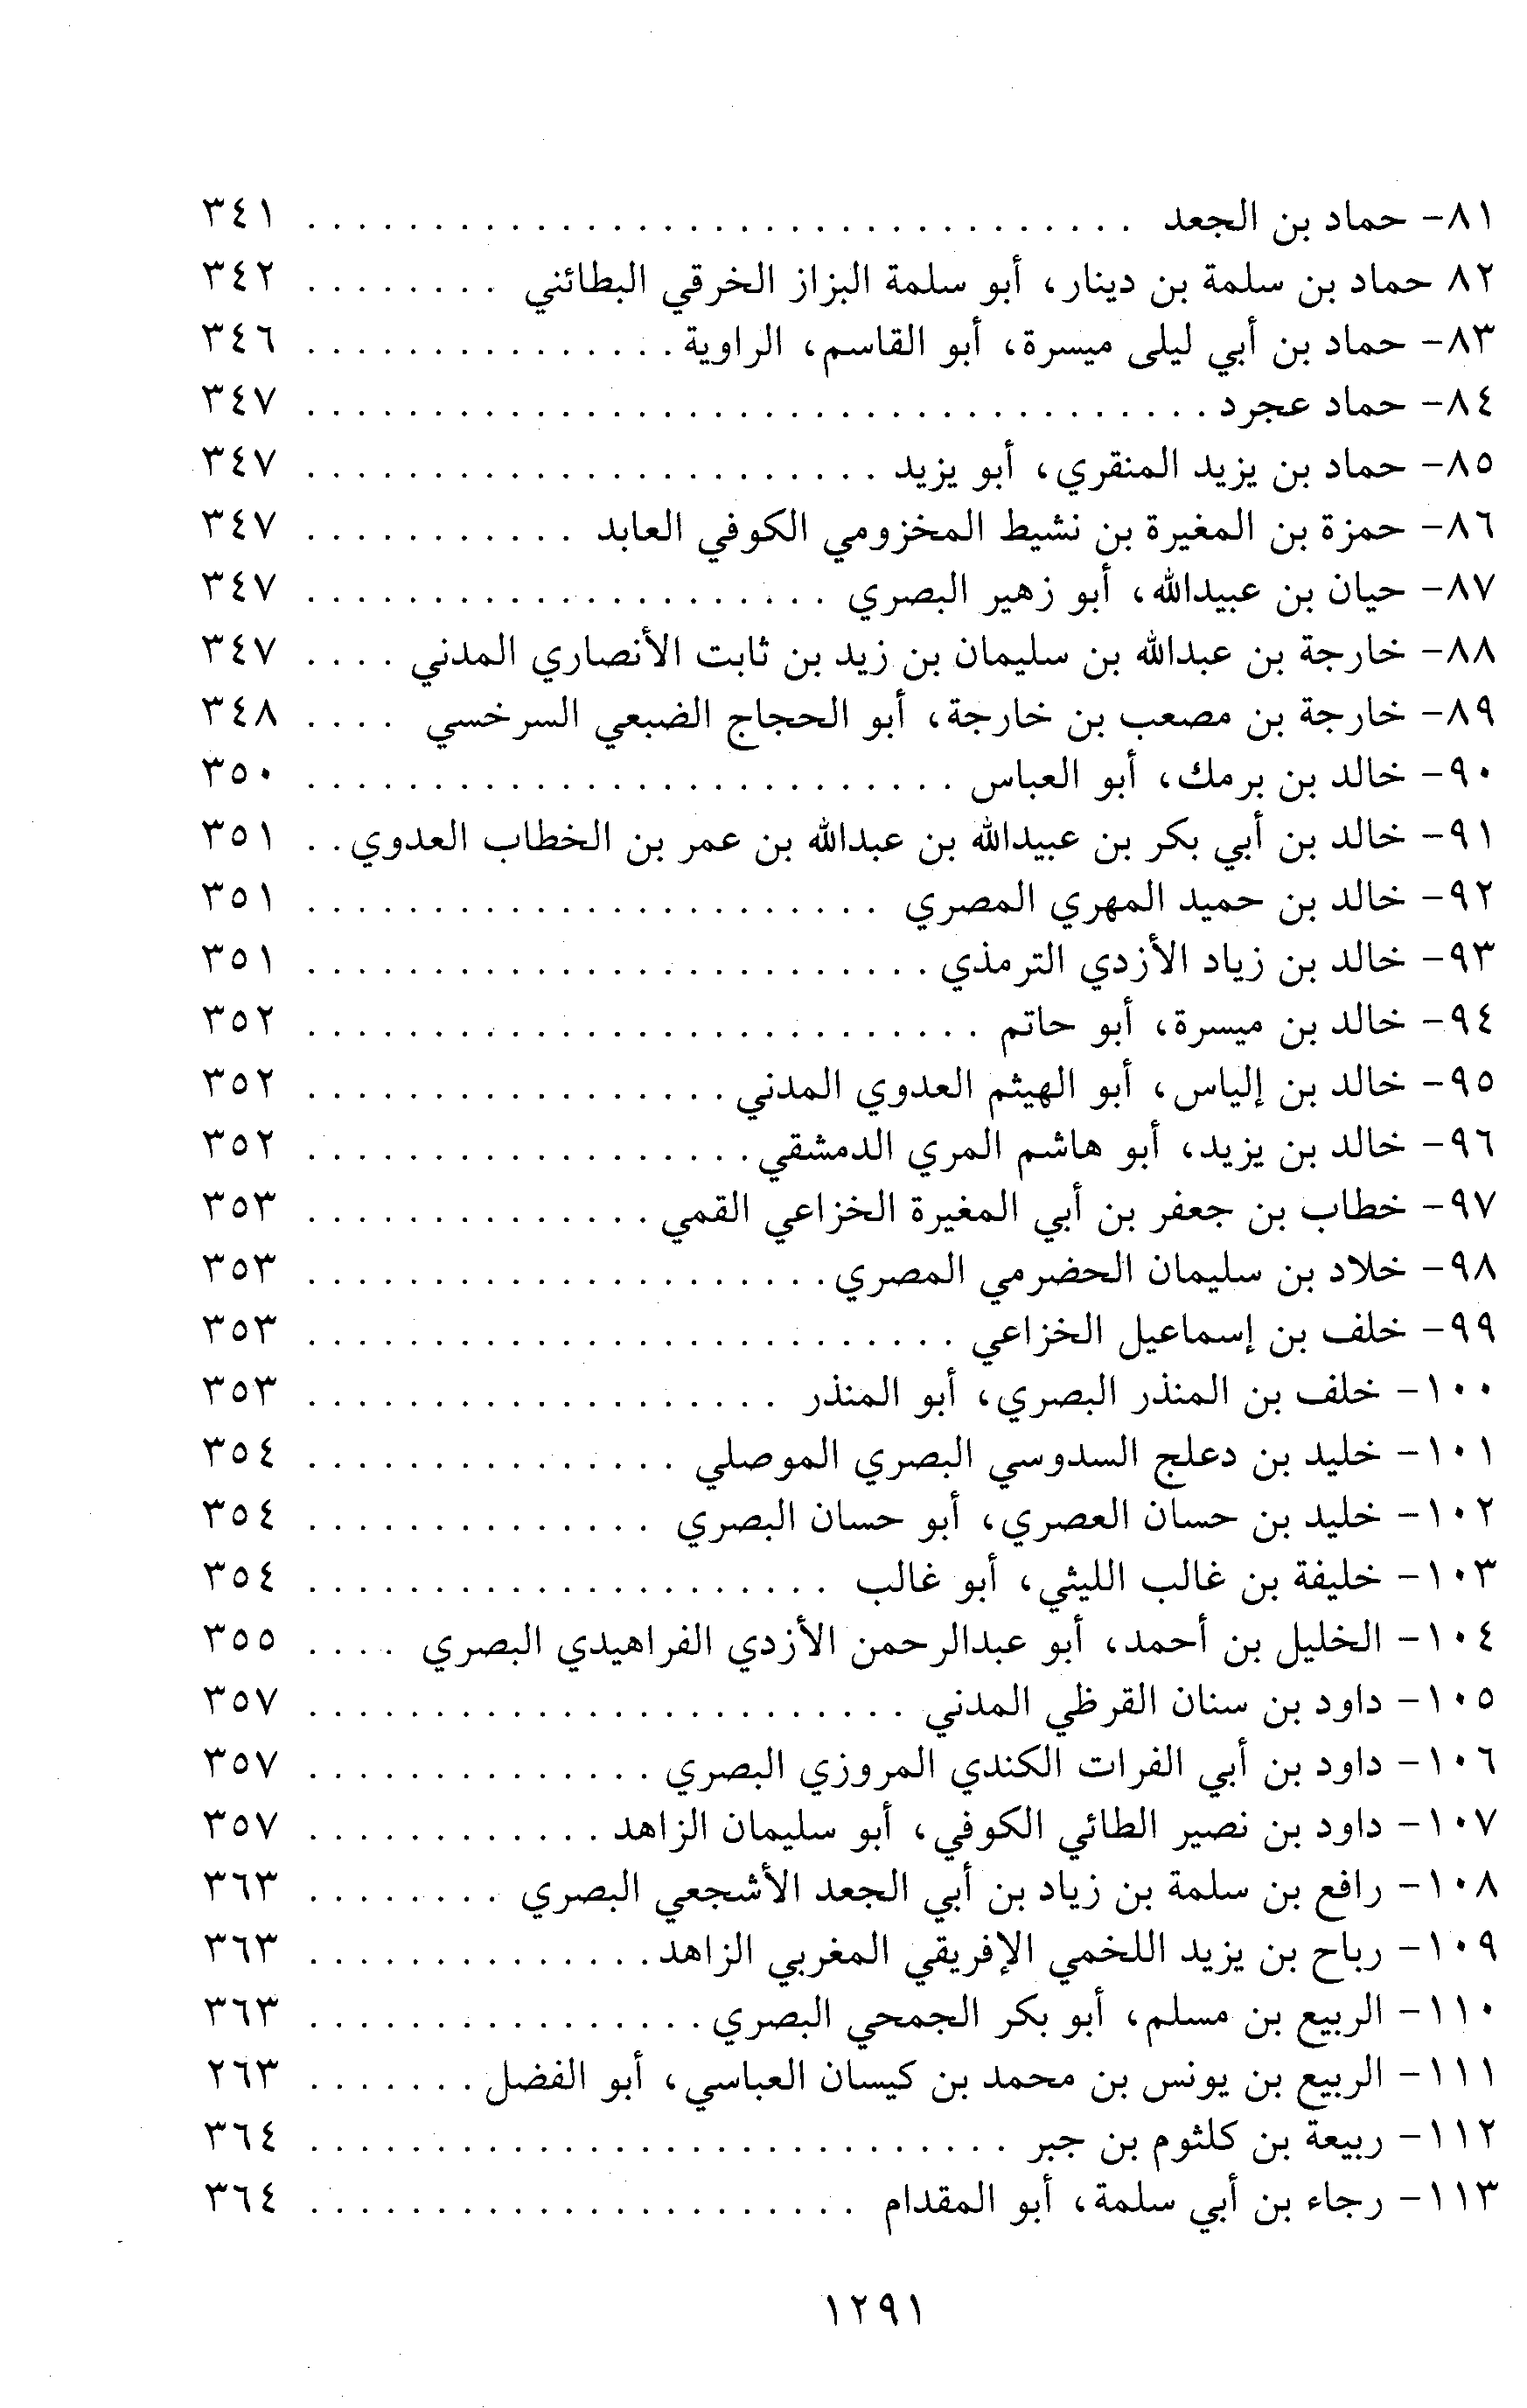 ٨١- حماد بن الجعد . . . . . . . . . . . . . . . . . . . . . . . . . . . . . . . . . ٣٤١
٨٢ حماد بن سلمة بن دينار، أبو سلمة البزاز الخرقي البطائني . . . . . . . . ٣٤٢
٨٣- حماد بن أبي ليلى ميسرة، أبو القاسم، الراوية . . . . . . . . . . . . . . . ٣٤٦
٨٤- حماد عجرد . . . . . . . . . . . . . . . . . . . . . . . . . . . . . . . . . . . . ٣٤٧
٨٥- حماد بن يزيد المنقري، أبو يزيد . . . . . . . . . . . . . . . . . . . . . . . ٣٤٧
٨٦- حمزة بن المغيرة بن نشيط المخزومي الكوفي العابد . . . . . . . . . . . ٣٤٧
٨٧- حيان بن عبيدالله، أبو زهير البصري . . . . . . . . . . . . . . . . . . . . . ٣٤٧
٨٨- خارجة بن عبدالله بن سليمان بن زيد بن ثابت الأنصاري المدني . . . . ٣٤٧
٨٩- خارجة بن مصعب بن خارجة، أبو الحجاج الضبعي السرخسي . . . . ٣٤٨
٩٠- خالد بن برمك، أبو العباس . . . . . . . . . . . . . . . . . . . . . . . . . . ٣٥٠
٩١- خالد بن أبي بكر بن عبيدالله بن عبدالله بن عمر بن الخطاب العدوي . . ٣٥١
٩٢- خالد بن حميد المهري المصري . . . . . . . . . . . . . . . . . . . . . . . ٣٥١
٩٣- خالد بن زياد الأزدي الترمذي . . . . . . . . . . . . . . . . . . . . . . . . . ٣٥١
٩٤- خالد بن ميسرة، أبو حاتم . . . . . . . . . . . . . . . . . . . . . . . . . . . ٣٥٢
٩٥- خالد بن إلياس، أبو الهيثم العدوي المدني . . . . . . . . . . . . . . . . . ٣٥٢
٩٦- خالد بن يزيد، أبو هاشم المري الدمشقي . . . . . . . . . . . . . . . . . . ٣٥٢
٩٧- خطاب بن جعفر بن أبي المغيرة الخزاعي القمي . . . . . . . . . . . . . . ٣٥٣
٩٨- خلاد بن سليمان الحضرمي المصري . . . . . . . . . . . . . . . . . . . . . ٣٥٣
٩٩- خلف بن إسماعيل الخزاعي . . . . . . . . . . . . . . . . . . . . . . . . . . ٣٥٣
١٠٠- خلف بن المنذر البصري، أبو المنذر . . . . . . . . . . . . . . . . . . . ٣٥٣
١٠١- خليد بن دعلج السدوسي البصري الموصلي . . . . . . . . . . . . . . . ٣٥٤
١٠٢- خليد بن حسان العصري، أبو حسان البصري . . . . . . . . . . . . . . ٣٥٤
١٠٣- خليفة بن غالب الليثي، أبو غالب . . . . . . . . . . . . . . . . . . . . . ٣٥٤
١٠٤- الخليل بن أحمد، أبو عبدالرحمن الأزدي الفراهيدي البصري . . . . ٣٥٥
١٠٥- داود بن سنان القرظي المدني . . . . . . . . . . . . . . . . . . . . . . . . ٣٥٧
١٠٦- داود بن أبي الفرات الكندي المروزي البصري . . . . . . . . . . . . . . ٣٥٧
١٠٧- داود بن نصير الطائي الكوفي، أبو سليمان الزاهد . . . . . . . . . . . . ٣٥٧
١٠٨- رافع بن سلمة بن زياد بن أبي الجعد الأشجعي البصري . . . . . . . . ٣٦٣
١٠٩- رباح بن يزيد اللخمي الإفريقي المغربي الزاهد . . . . . . . . . . . . . . ٣٦٣
١١٠- الربيع بن مسلم، أبو بكر الجمحي البصري . . . . . . . . . . . . . . . . ٣٦٣
١١١- الربيع بن يونس بن محمد بن كيسان العباسي، أبو الفضل . . . . . . . ٢٦٣
١١٢- ربيعة بن كلثوم بن جبر . . . . . . . . . . . . . . . . . . . . . . . . . . . . ٣٦٤
١١٣- رجاء بن أبي سلمة، أبو المقدام . . . . . . . . . . . . . . . . . . . . . . ٣٦٤
١٢٩١